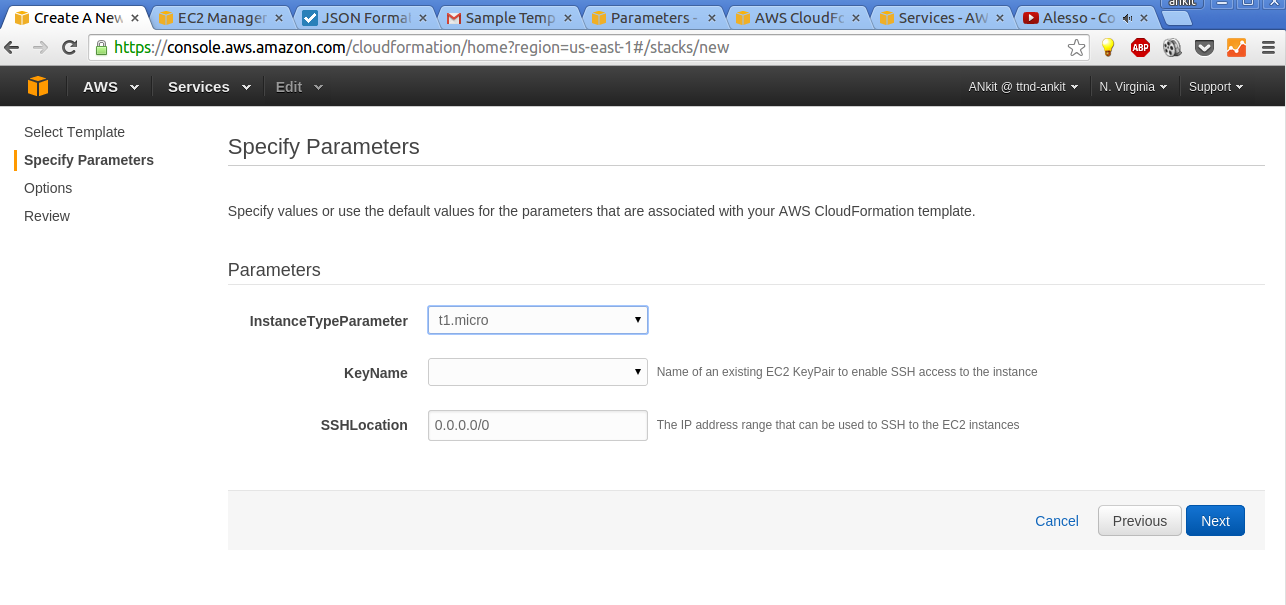 ankit
Create A New EC2 Manager JSON Format Sample Temp Parameters - AWS CloudFo Services - AW Alesso - Co
https://console.aws.amazon.com/cloudformation/home?region=us-east-1#/stacks/new
ABP
AWS Services Edit ANkit @ ttnd-ankit N. Virginia Support
Select Template
Specify Parameters
Options
Review
Specify Parameters
Specify values or use the default values for the parameters that are associated with your AWS CloudFormation template.
Parameters
InstanceTypeParameter t1.micro
KeyName Name of an existing EC2 KeyPair to enable SSH access to the instance
SSHLocation 0.0.0.0/0 The IP address range that can be used to SSH to the EC2 instances
Cancel Previous Next